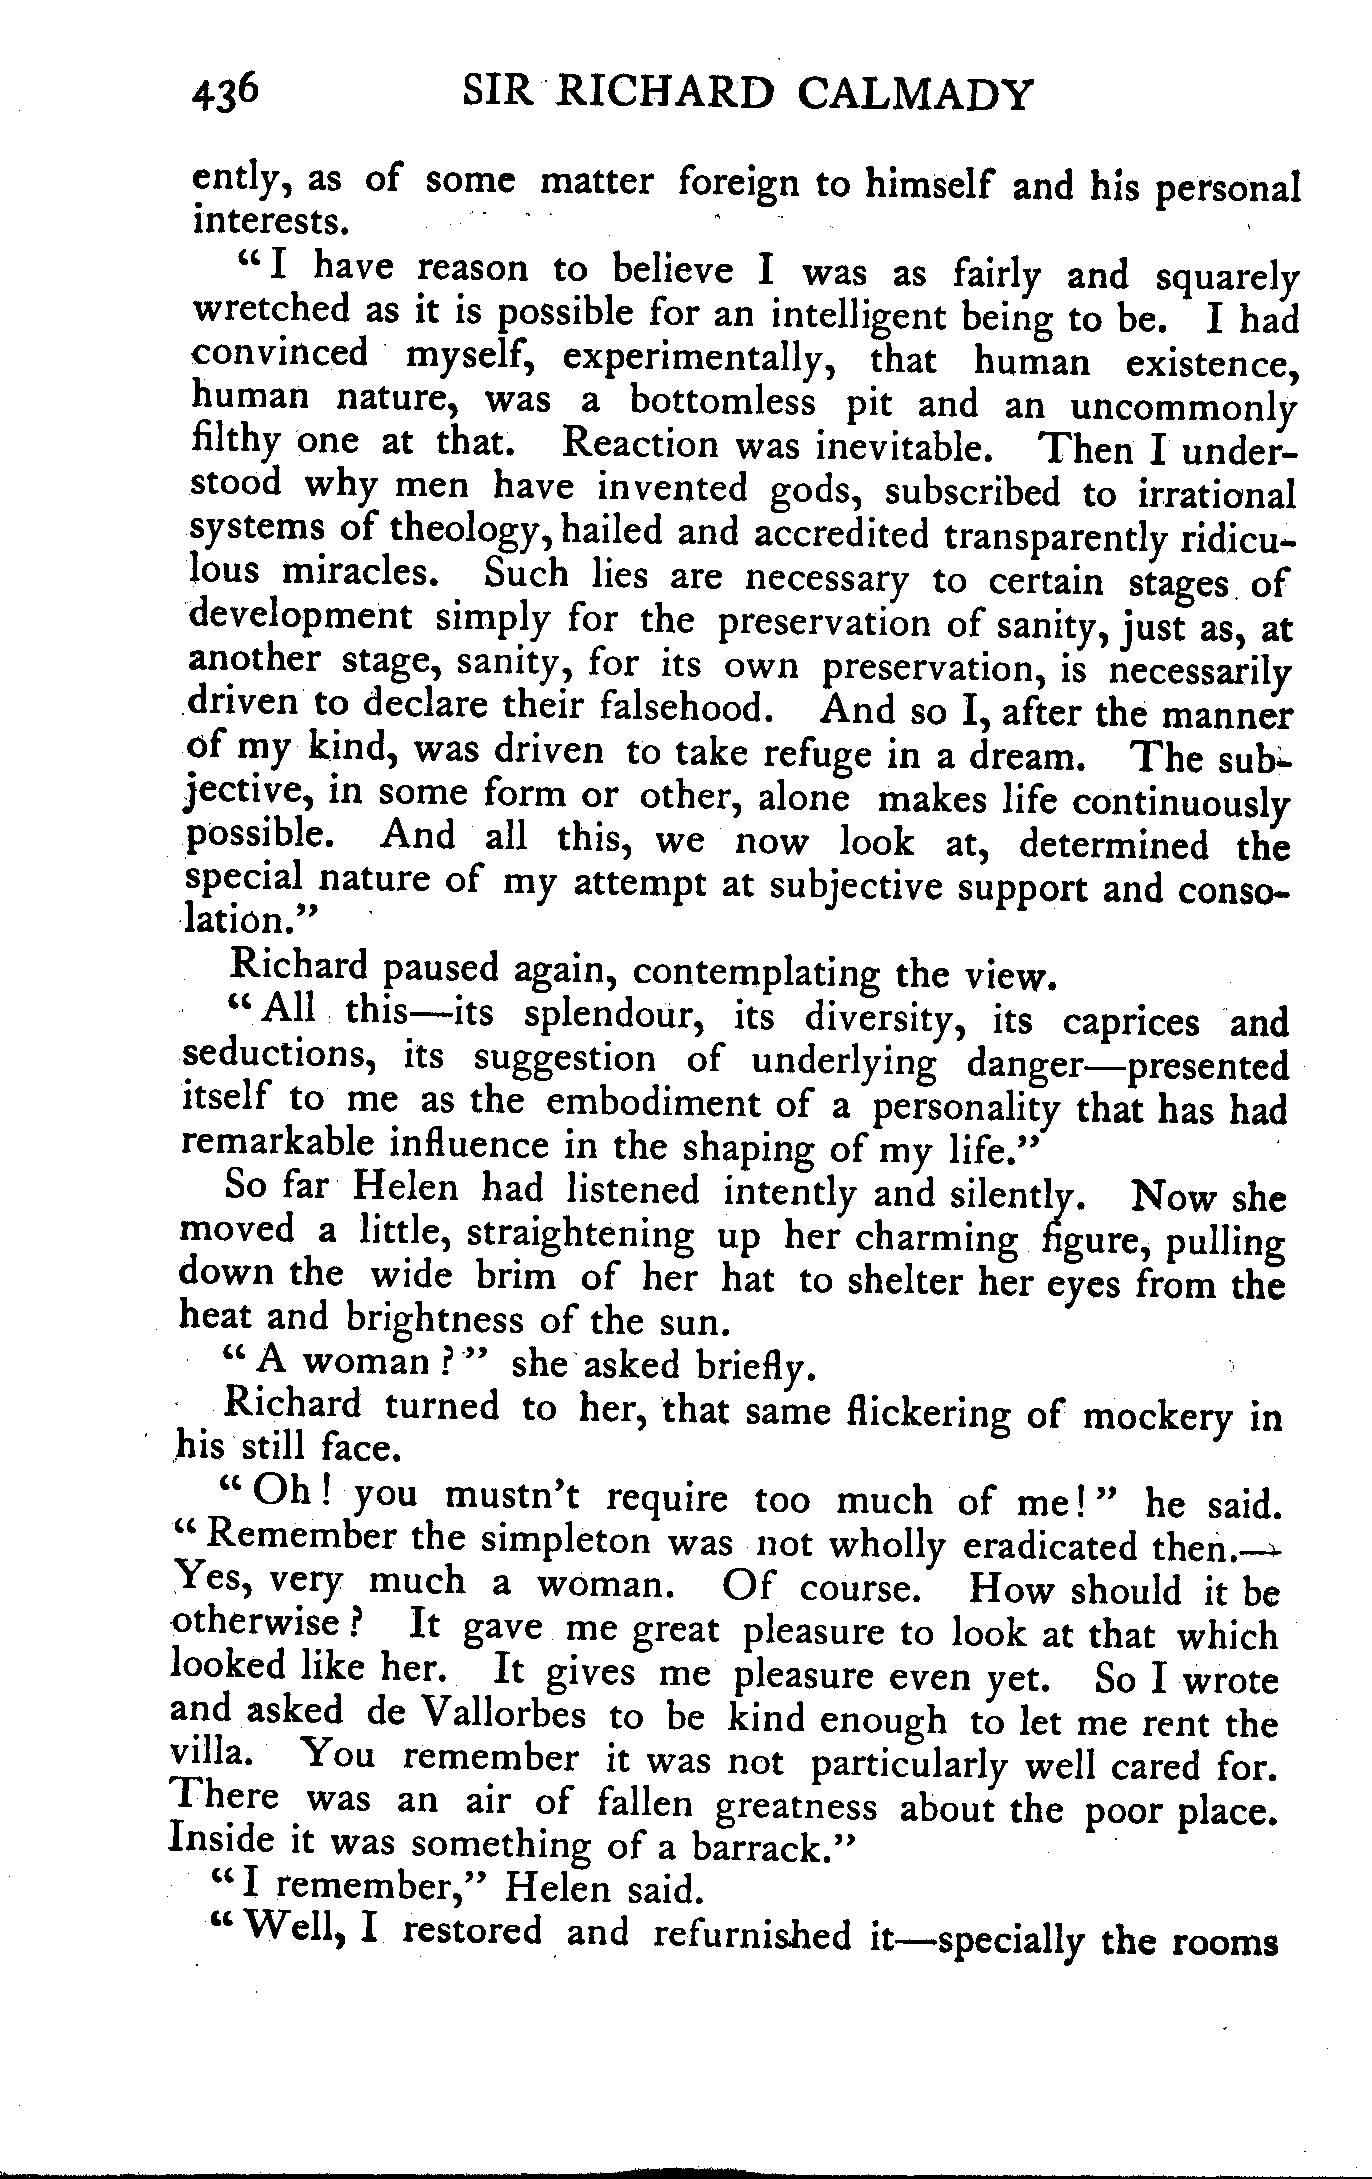 436 SIR RICHARD CALMADY
ently, as of some matter foreign to himself and his personal
interests.
“I have reason to believe I was as fairly and squarely
wretched as it is possible for an intelligent being to be. I had
convinced myself, experimentally, that human existence,
human nature, was a bottomless pit and an uncommonly
filthy one at that. Reaction was inevitable. Then I under-
stood why men have invented gods, subscribed to irrational
systems of theology, hailed and accredited transparently ridicu-
lous miracles. Such lies are necessary to certain stages of
development simply for the preservation of sanity, just as, at
another stage, sanity, for its own preservation, is necessarily
driven to declare their falsehood. And so I, after the manner
of my kind, was driven to take refuge in a dream. The sub-
jective, in some form or other, alone makes life continuously
possible. And all this, we now look at, determined the
special nature of my attempt at subjective support and conso-
lation.”
Richard paused again, contemplating the view.
“All this—its splendour, its diversity, its caprices and
seductions, its suggestion of underlying danger—presented
itself to me as the embodiment of a personality that has had
remarkable influence in the shaping of my life.”
So far Helen had listened intently and silently. Now she
moved a little, straightening up her charming figure, pulling
down the wide brim of her hat to shelter her eyes from the
heat and brightness of the sun.
“A woman?” she asked briefly.
Richard turned to her, that same flickering of mockery in
his still face.
“Oh! you mustn't require too much of me!” he said.
“Remember the simpleton was not wholly eradicated then.—
Yes, very much a woman. Of course. How should it be
otherwise? It gave me great pleasure to look at that which
looked like her. It gives me pleasure even yet. So I wrote
and asked de Vallorbes to be kind enough to let me rent the
villa. You remember it was not particularly well cared for.
There was an air of fallen greatness about the poor place.
Inside it was something of a barrack.”
“I remember,” Helen said.
“Well, I restored and refurnished it—specially the rooms